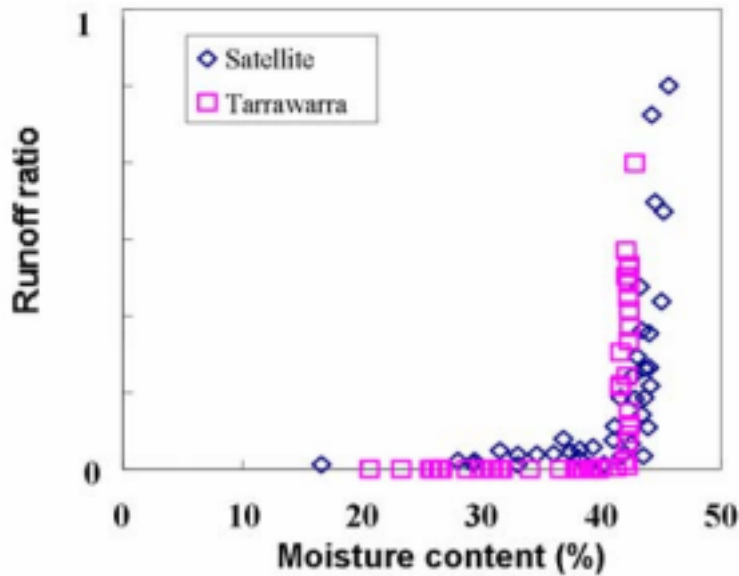 1
Satellite
Tarrawarra
Runoff ratio
0
0 10 20 30 40 50
Moisture content (%)